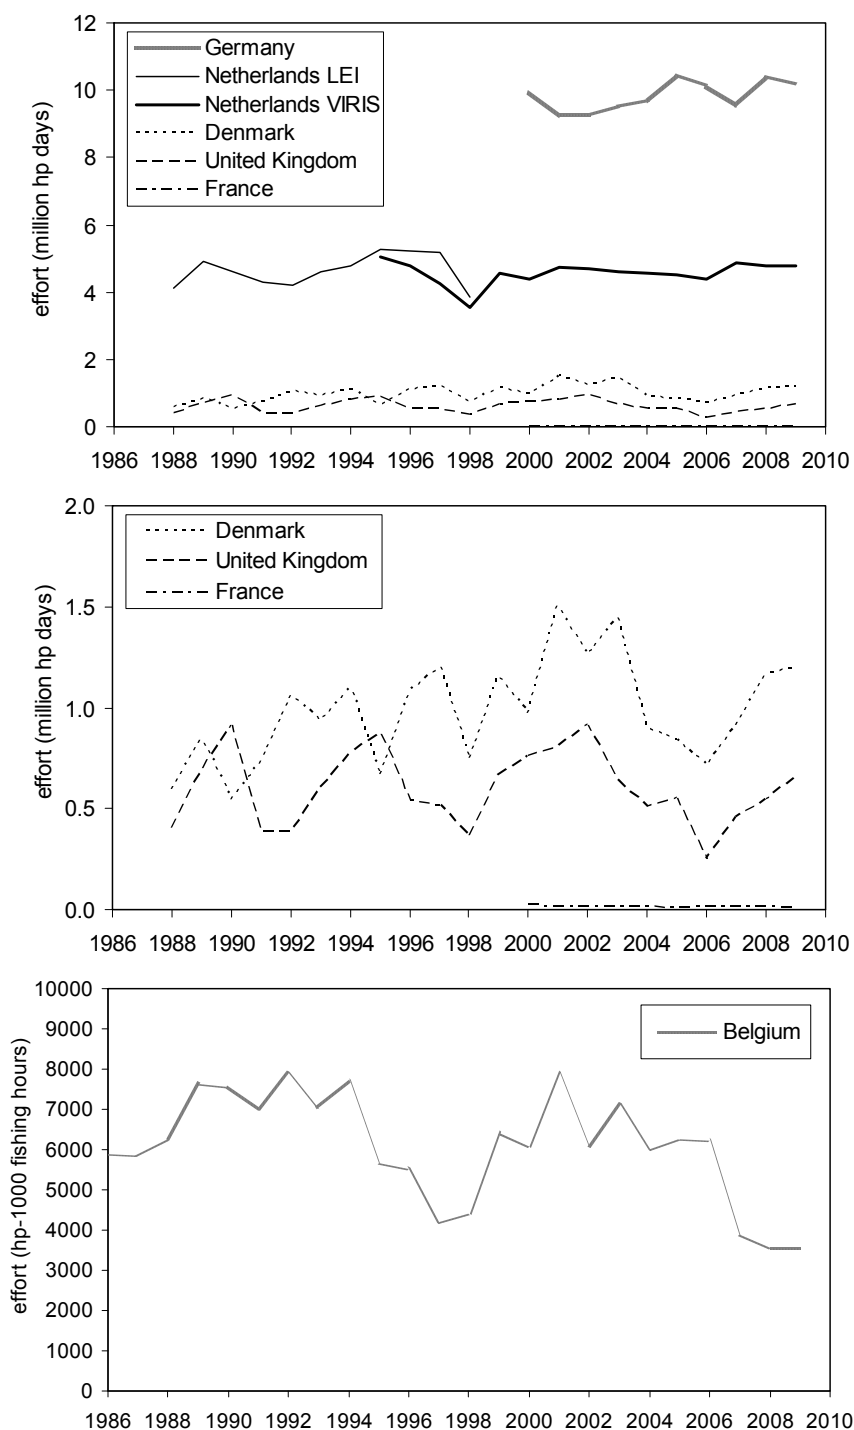 effort (million hp days)
12
10
8
6
4
2
0
Germany
Netherlands LEI
Netherlands VIRIS
Denmark
United Kingdom
France
1986 1988 1990 1992 1994 1996 1998 2000 2002 2004 2006 2008 2010
effort (million hp days)
2.0
1.5
1.0
0.5
0.0
Denmark
United Kingdom
France
1986 1988 1990 1992 1994 1996 1998 2000 2002 2004 2006 2008 2010
effort (hp-1000 fishing hours)
10000
9000
8000
7000
6000
5000
4000
3000
2000
1000
0
Belgium
1986 1988 1990 1992 1994 1996 1998 2000 2002 2004 2006 2008 2010